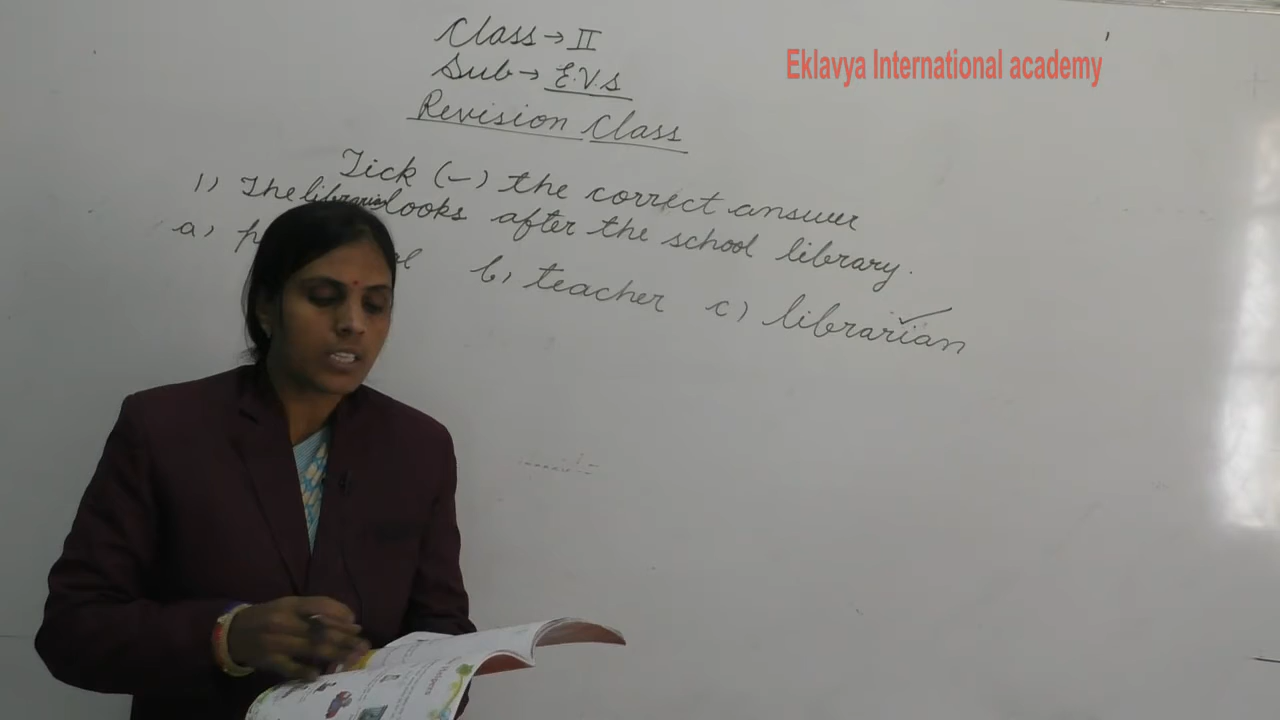 Class → II
Eklavya International academy
Sub → E.V.S
Revision Class
Tick (-) the correct answer
1) The librarian looks after the school library.
a) b) teacher c) librarian ✓
Helpers